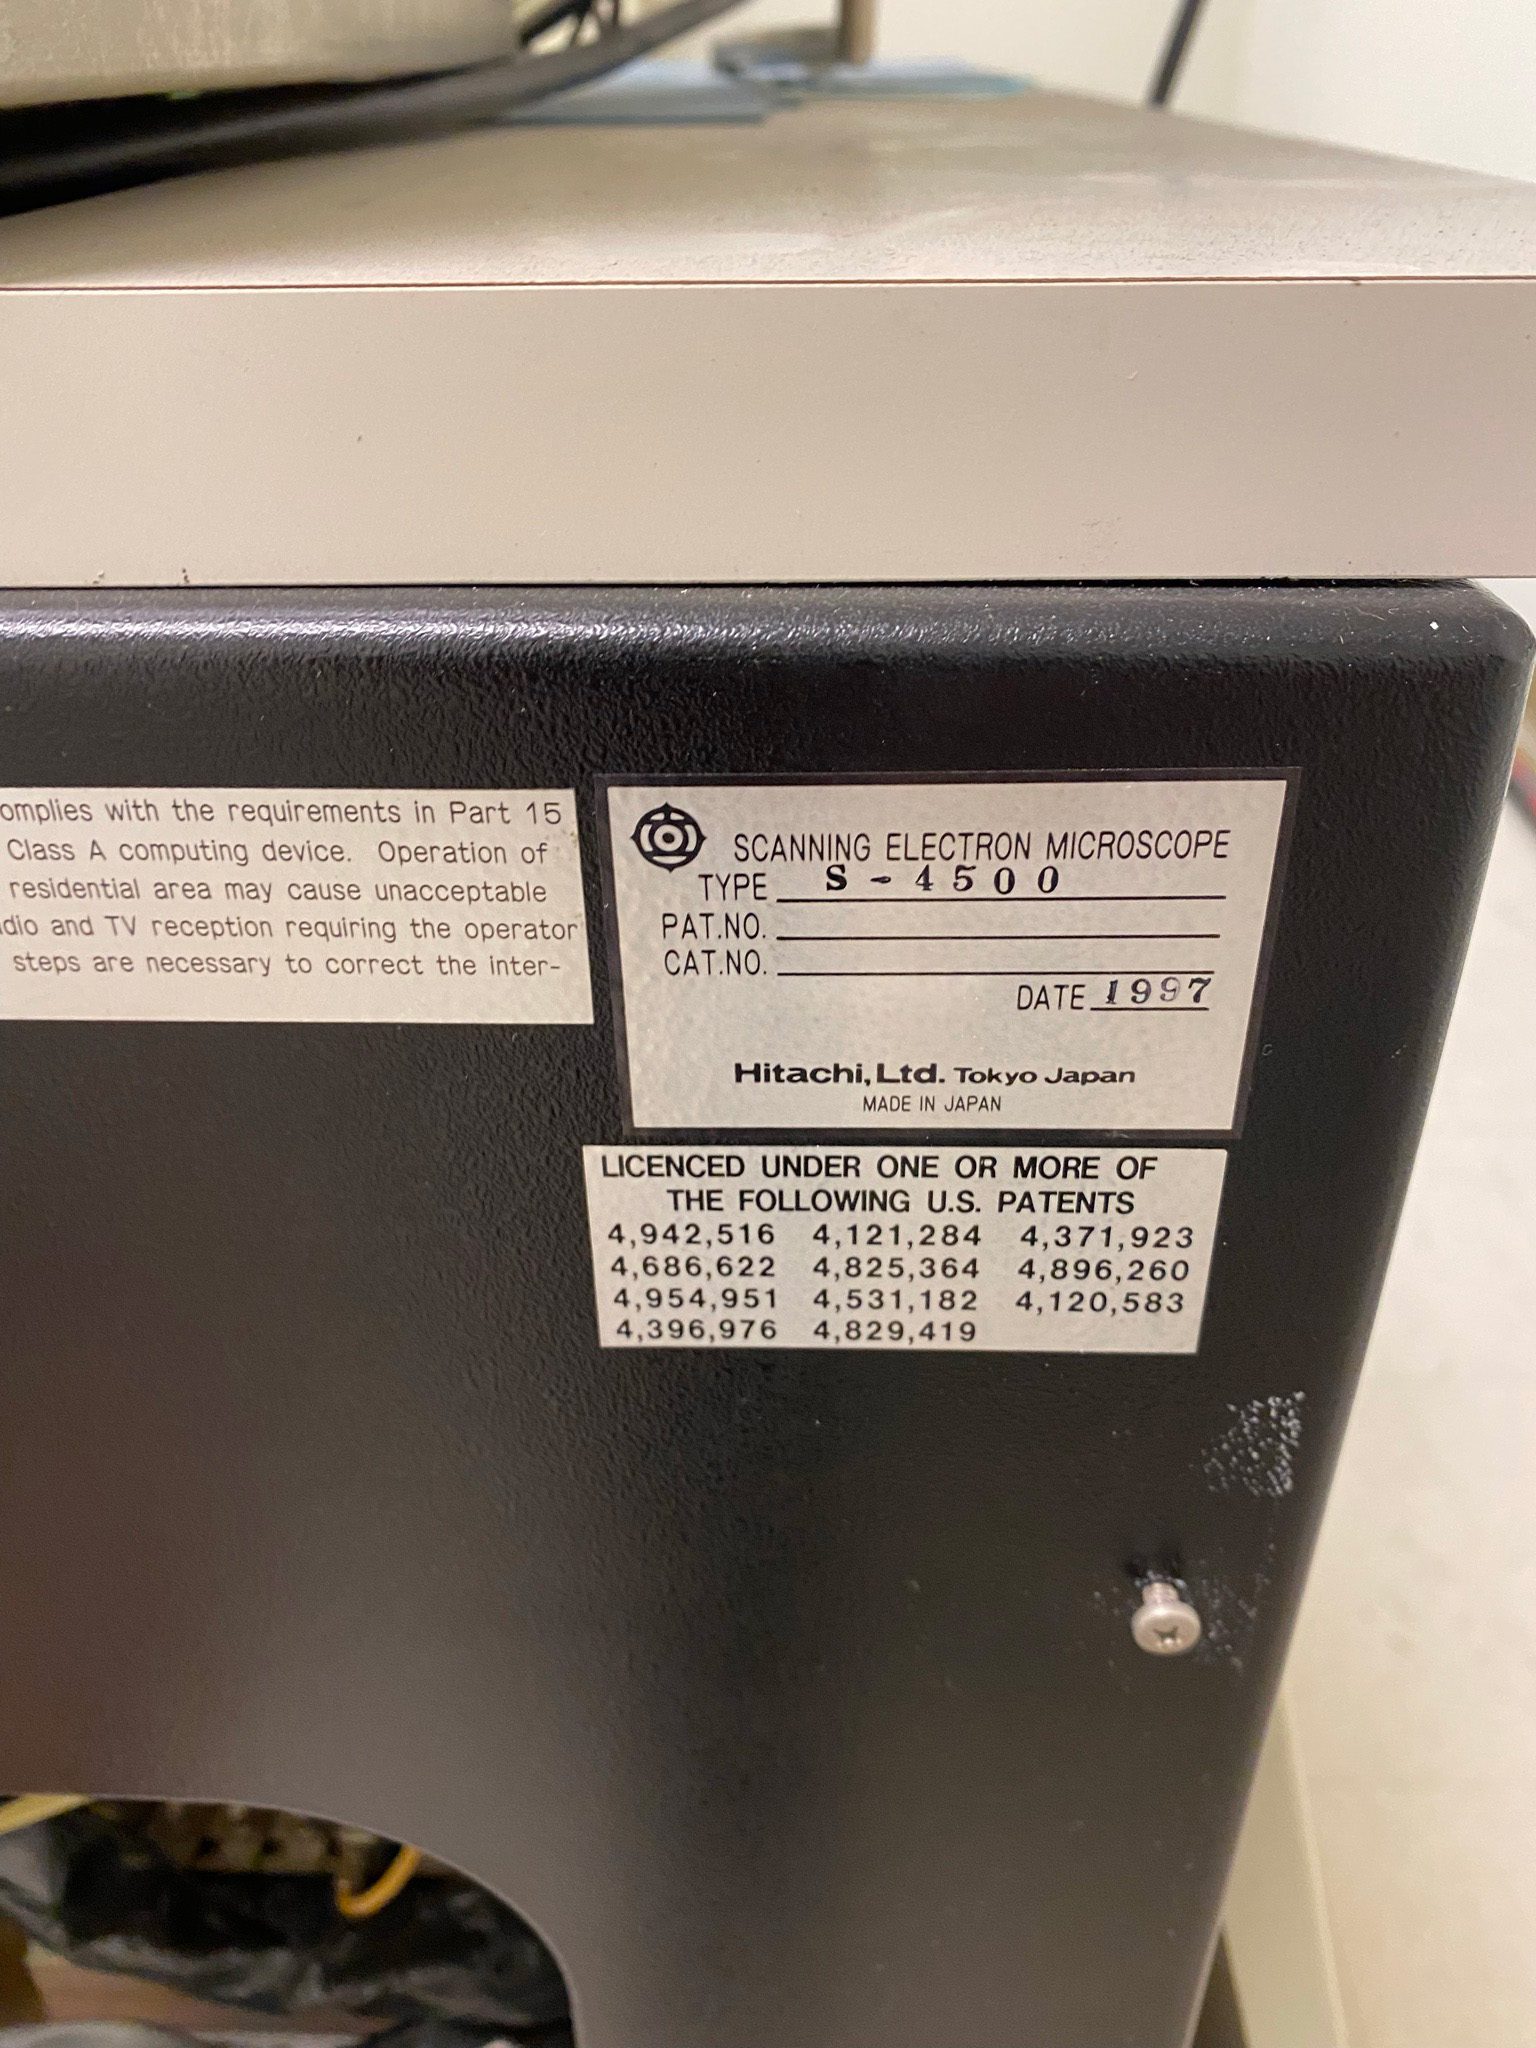 omplies with the requirements in Part 15
Class A computing device. Operation of
residential area may cause unacceptable
dio and TV reception requiring the operator
steps are necessary to correct the inter-
SCANNING ELECTRON MICROSCOPE
TYPE S-4500
PAT.NO.
CAT.NO.
DATE 1997
Hitachi, Ltd. Tokyo Japan
MADE IN JAPAN
LICENCED UNDER ONE OR MORE OF
THE FOLLOWING U.S. PATENTS
4,942,516 4,121,284 4,371,923
4,686,622 4,825,364 4,896,260
4,954,951 4,531,182 4,120,583
4,396,976 4,829,419